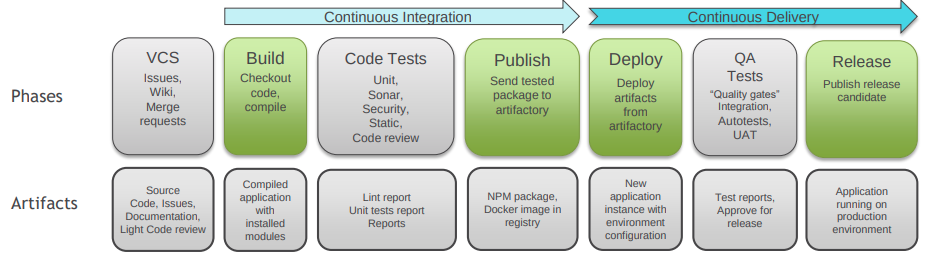 Continuous Integration
Continuous Delivery
Phases
VCS
Issues,
Wiki,
Merge
requests
Build
Checkout
code,
compile
Code Tests
Unit,
Sonar,
Security,
Static,
Code review
Publish
Send tested
package to
artifactory
Deploy
Deploy
artifacts
from
artifactory
QA
Tests
“Quality gates”
Integration,
Autotests,
UAT
Release
Publish release
candidate
Artifacts
Source
Code, Issues,
Documentation,
Light Code review
Compiled
application
with
installed
modules
Lint report
Unit tests report
Reports
NPM package,
Docker image in
registry
New
application
instance with
environment
configuration
Test reports,
Approve for
release
Application
running on
production
environment